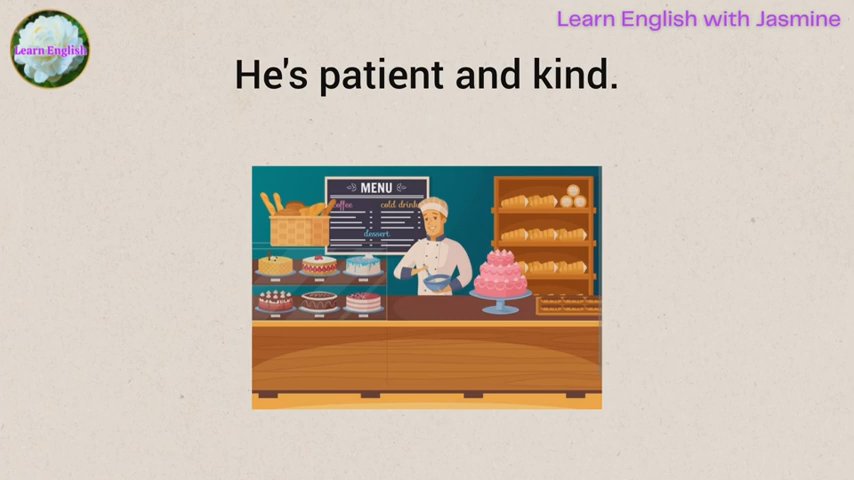 Learn English with Jasmine
Learn English
He's patient and kind.
MENU
coffee cold drinks
dessert